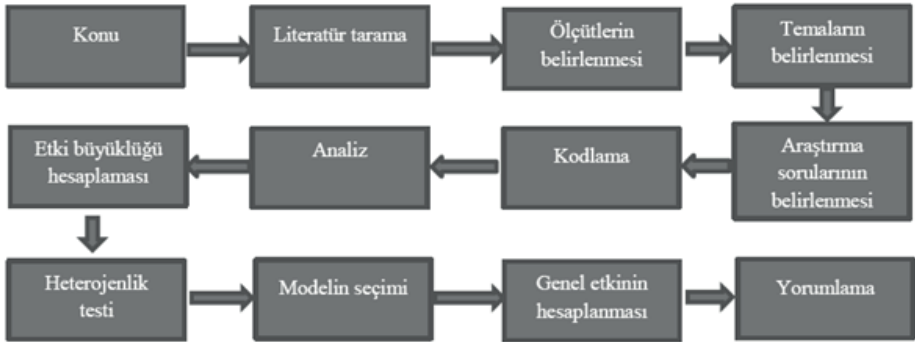 Konu
Literatür tarama
Ölçütlerin
belirlenmesi
Temaların
belirlenmesi
Araştırma
sorularının
belirlenmesi
Kodlama
Analiz
Etki büyüklüğü
hesaplaması
Heterojenlik
testi
Modelin seçimi
Genel etkinin
hesaplanması
Yorumlama